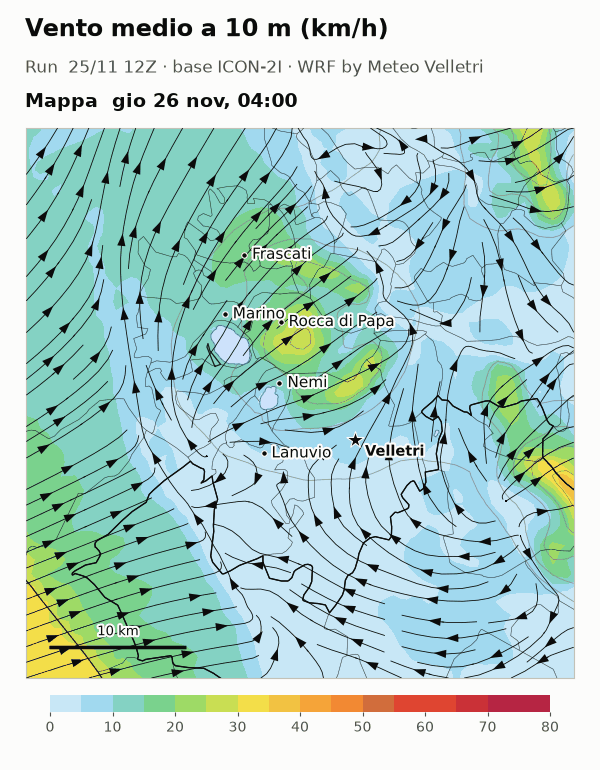 Vento medio a 10 m (km/h)
Run 25/11 12Z · base ICON-2I · WRF by Meteo Velletri
Mappa gio 26 nov, 04:00
Frascati
Marino
Rocca di Papa
Nemi
Lanuvio
Velletri
10 km
0 10 20 30 40 50 60 70 80